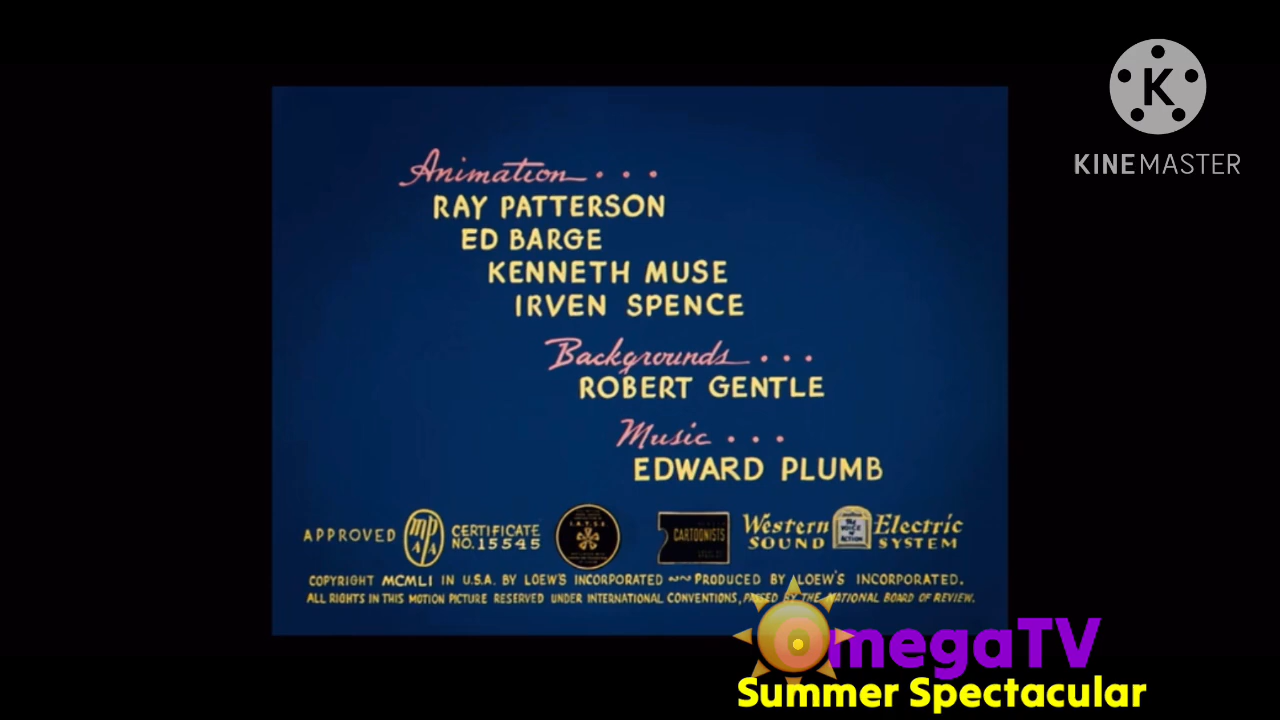 Animation...
RAY PATTERSON
ED BARGE
KENNETH MUSE
IRVEN SPENCE
Backgrounds...
ROBERT GENTLE
Music...
EDWARD PLUMB
APPROVED MPAA CERTIFICATE NO. 15545
I.A.T.S.E
CARTOONISTS
Western Electric
SOUND SYSTEM
COPYRIGHT MCMLI IN U.S.A. BY LOEW'S INCORPORATED ~~ PRODUCED BY LOEW'S INCORPORATED.
ALL RIGHTS IN THIS MOTION PICTURE RESERVED UNDER INTERNATIONAL CONVENTIONS, PASSED BY THE NATIONAL BOARD OF REVIEW.
K
KINEMASTER
OmegaTV
Summer Spectacular